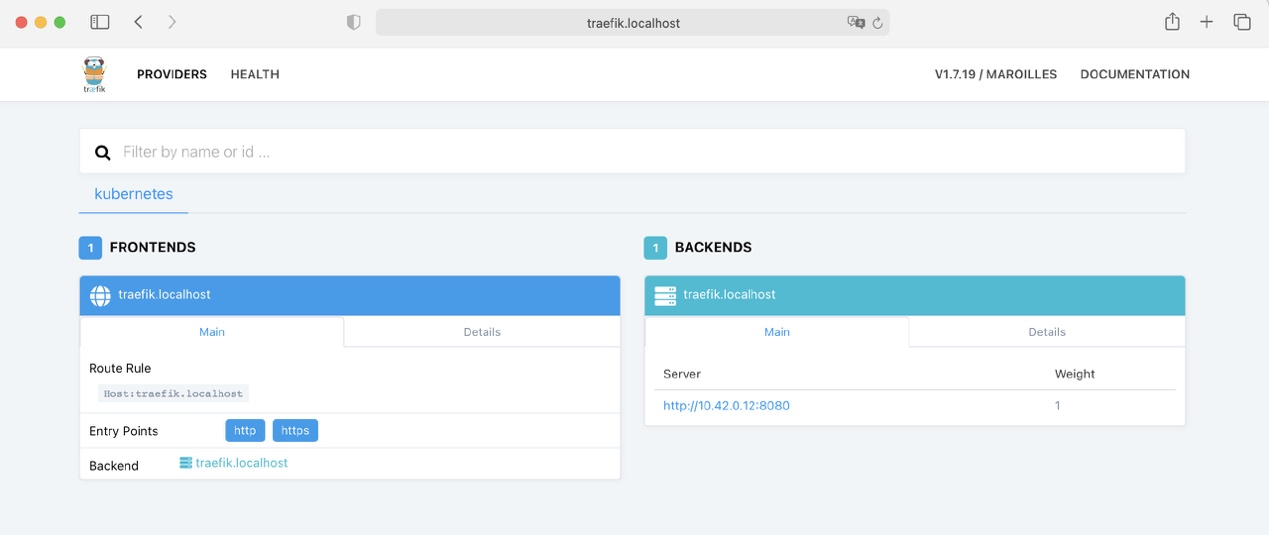 traefik.localhost
træfik
PROVIDERS HEALTH V1.7.19 / MAROILLES DOCUMENTATION
Filter by name or id ...
kubernetes
1 FRONTENDS
traefik.localhost
Main Details
Route Rule
Host:traefik.localhost
Entry Points http https
Backend traefik.localhost
1 BACKENDS
traefik.localhost
Main Details
Server Weight
http://10.42.0.12:8080 1